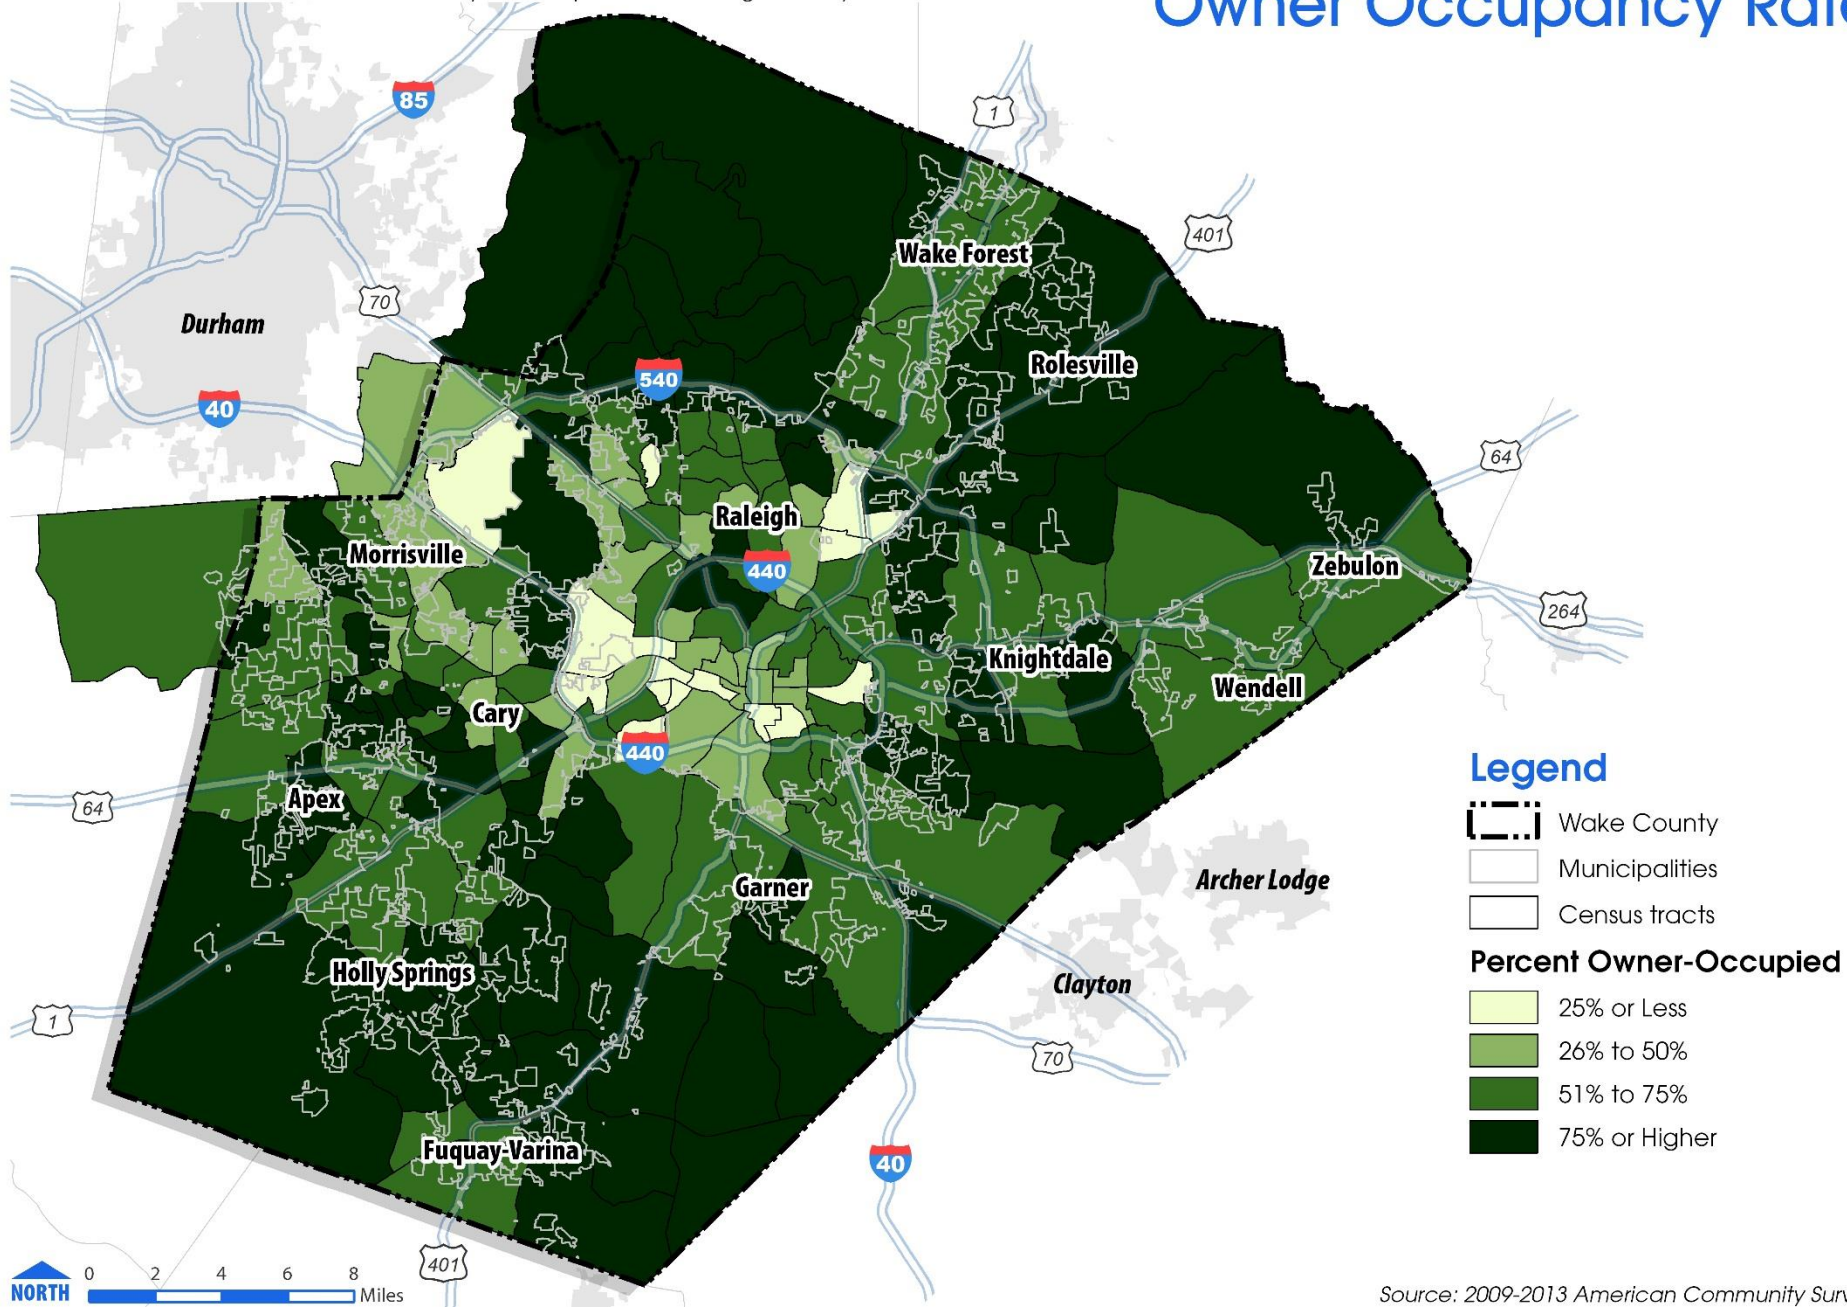 Owner Occupancy Rat
85
1
401
Wake Forest
70
Durham
Rolesville
540
40
64
Raleigh
Morrisville
440
Zebulon
264
Knightdale
Wendell
Cary
440
64
Apex
Garner
Archer Lodge
Holly Springs
Clayton
1
70
Fuquay-Varina
40
401
Legend
Wake County
Municipalities
Census tracts
Percent Owner-Occupied
25% or Less
26% to 50%
51% to 75%
75% or Higher
NORTH
0 2 4 6 8 Miles
Source: 2009-2013 American Community Sur